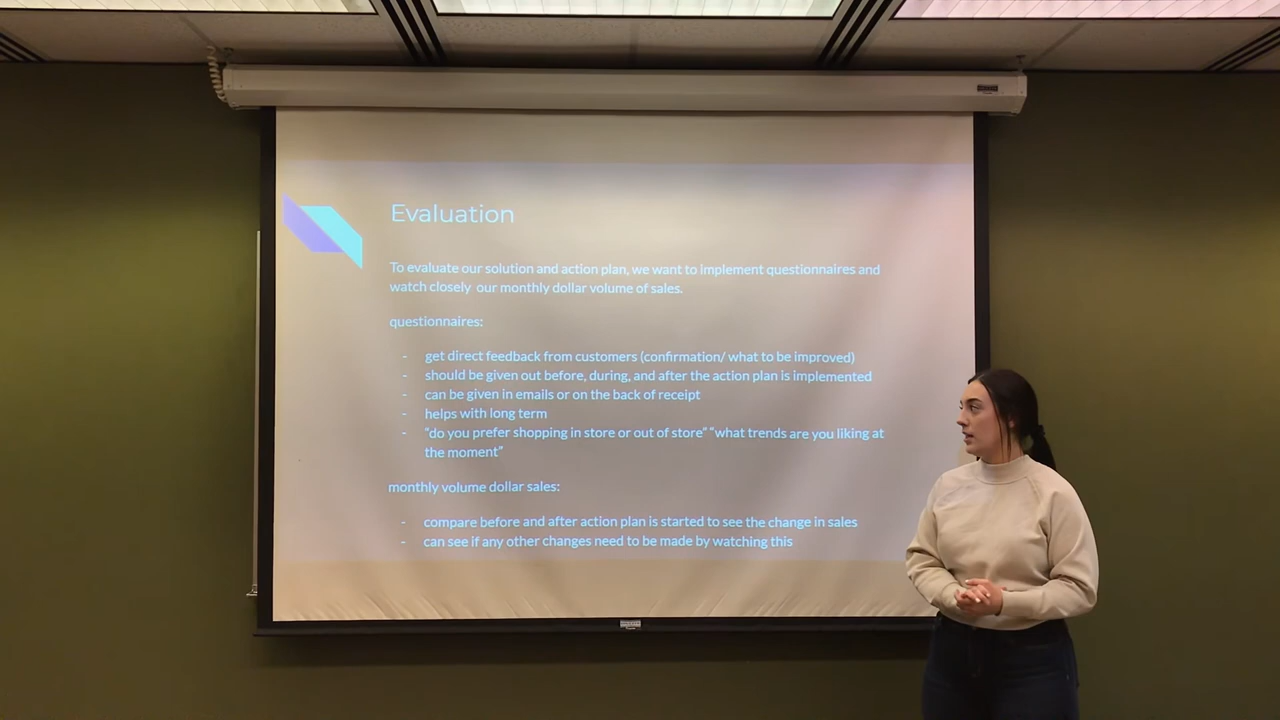 Evaluation
To evaluate our solution and action plan, we want to implement questionnaires and
watch closely our monthly dollar volume of sales.
questionnaires:
- get direct feedback from customers (confirmation/ what to be improved)
- should be given out before, during, and after the action plan is implemented
- can be given in emails or on the back of receipt
- helps with long term
- "do you prefer shopping in store or out of store" "what trends are you liking at
the moment"
monthly volume dollar sales:
- compare before and after action plan is started to see the change in sales
- can see if any other changes need to be made by watching this